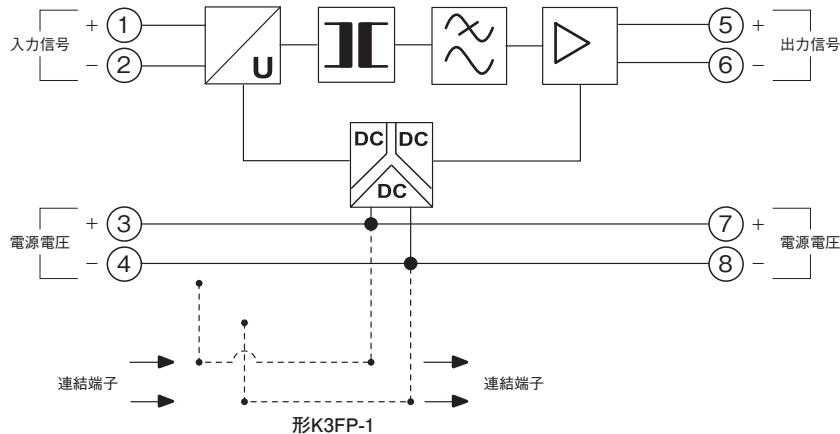 + ① ⑤ +
入力信号 出力信号
− ② U ⑥ −
DC DC
DC
+ ③ ⑦ +
電源電圧 電源電圧
− ④ ⑧ −
連結端子 連結端子
形K3FP-1